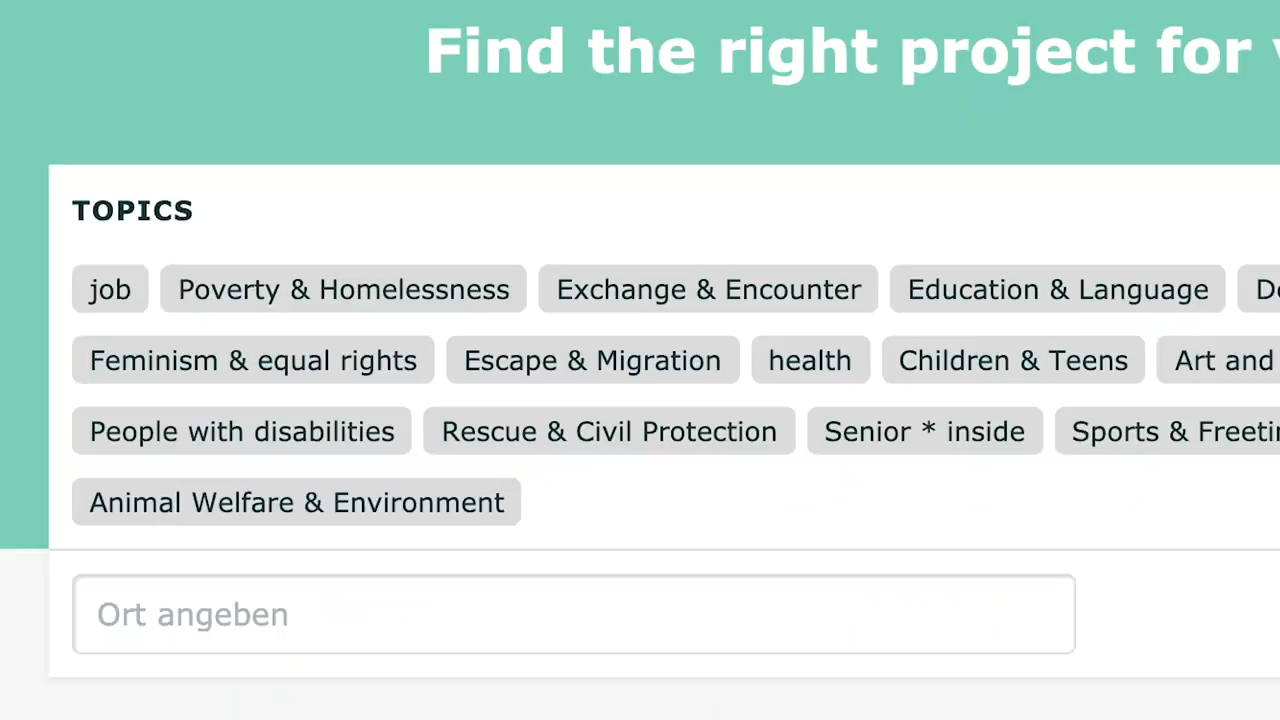 Find the right project for
TOPICS
job Poverty & Homelessness Exchange & Encounter Education & Language
Feminism & equal rights Escape & Migration health Children & Teens Art and
People with disabilities Rescue & Civil Protection Senior * inside Sports &
Animal Welfare & Environment
Ort angeben